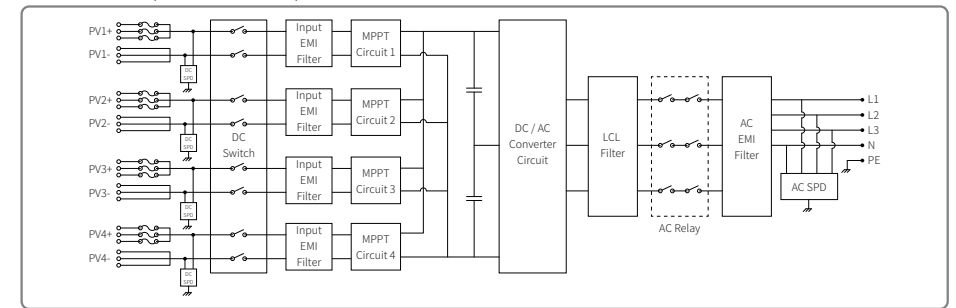 PV1+
PV1-
DC
SPD
Input
EMI
Filter
MPPT
Circuit 1
PV2+
PV2-
DC
SPD
Input
EMI
Filter
MPPT
Circuit 2
DC
Switch
PV3+
PV3-
DC
SPD
Input
EMI
Filter
MPPT
Circuit 3
PV4+
PV4-
DC
SPD
Input
EMI
Filter
MPPT
Circuit 4
DC / AC
Converter
Circuit
LCL
Filter
AC Relay
AC
EMI
Filter
L1
L2
L3
N
PE
AC SPD